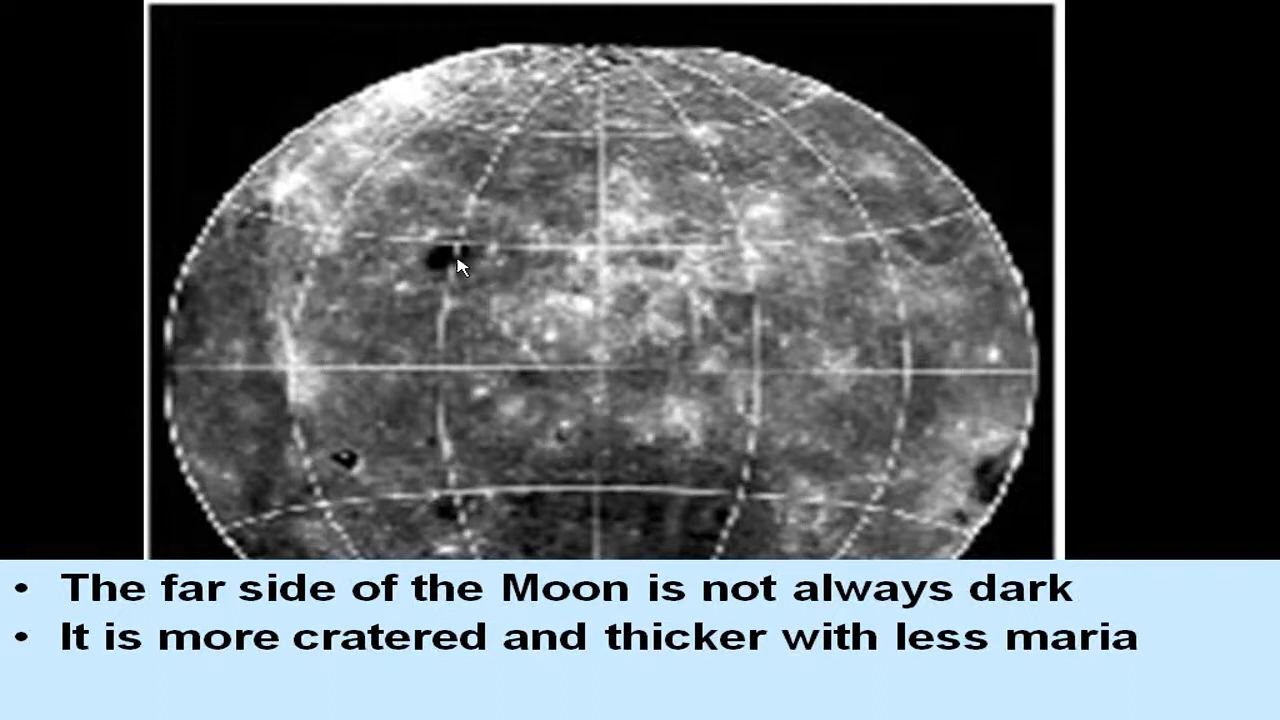 • The far side of the Moon is not always dark
• It is more cratered and thicker with less maria